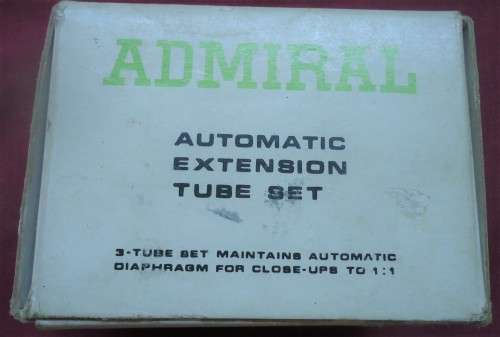 ADMIRAL
AUTOMATIC
EXTENSION
TUBE SET
3-TUBE SET MAINTAINS AUTOMATIC
DIAPHRAGM FOR CLOSE-UPS TO 1:1